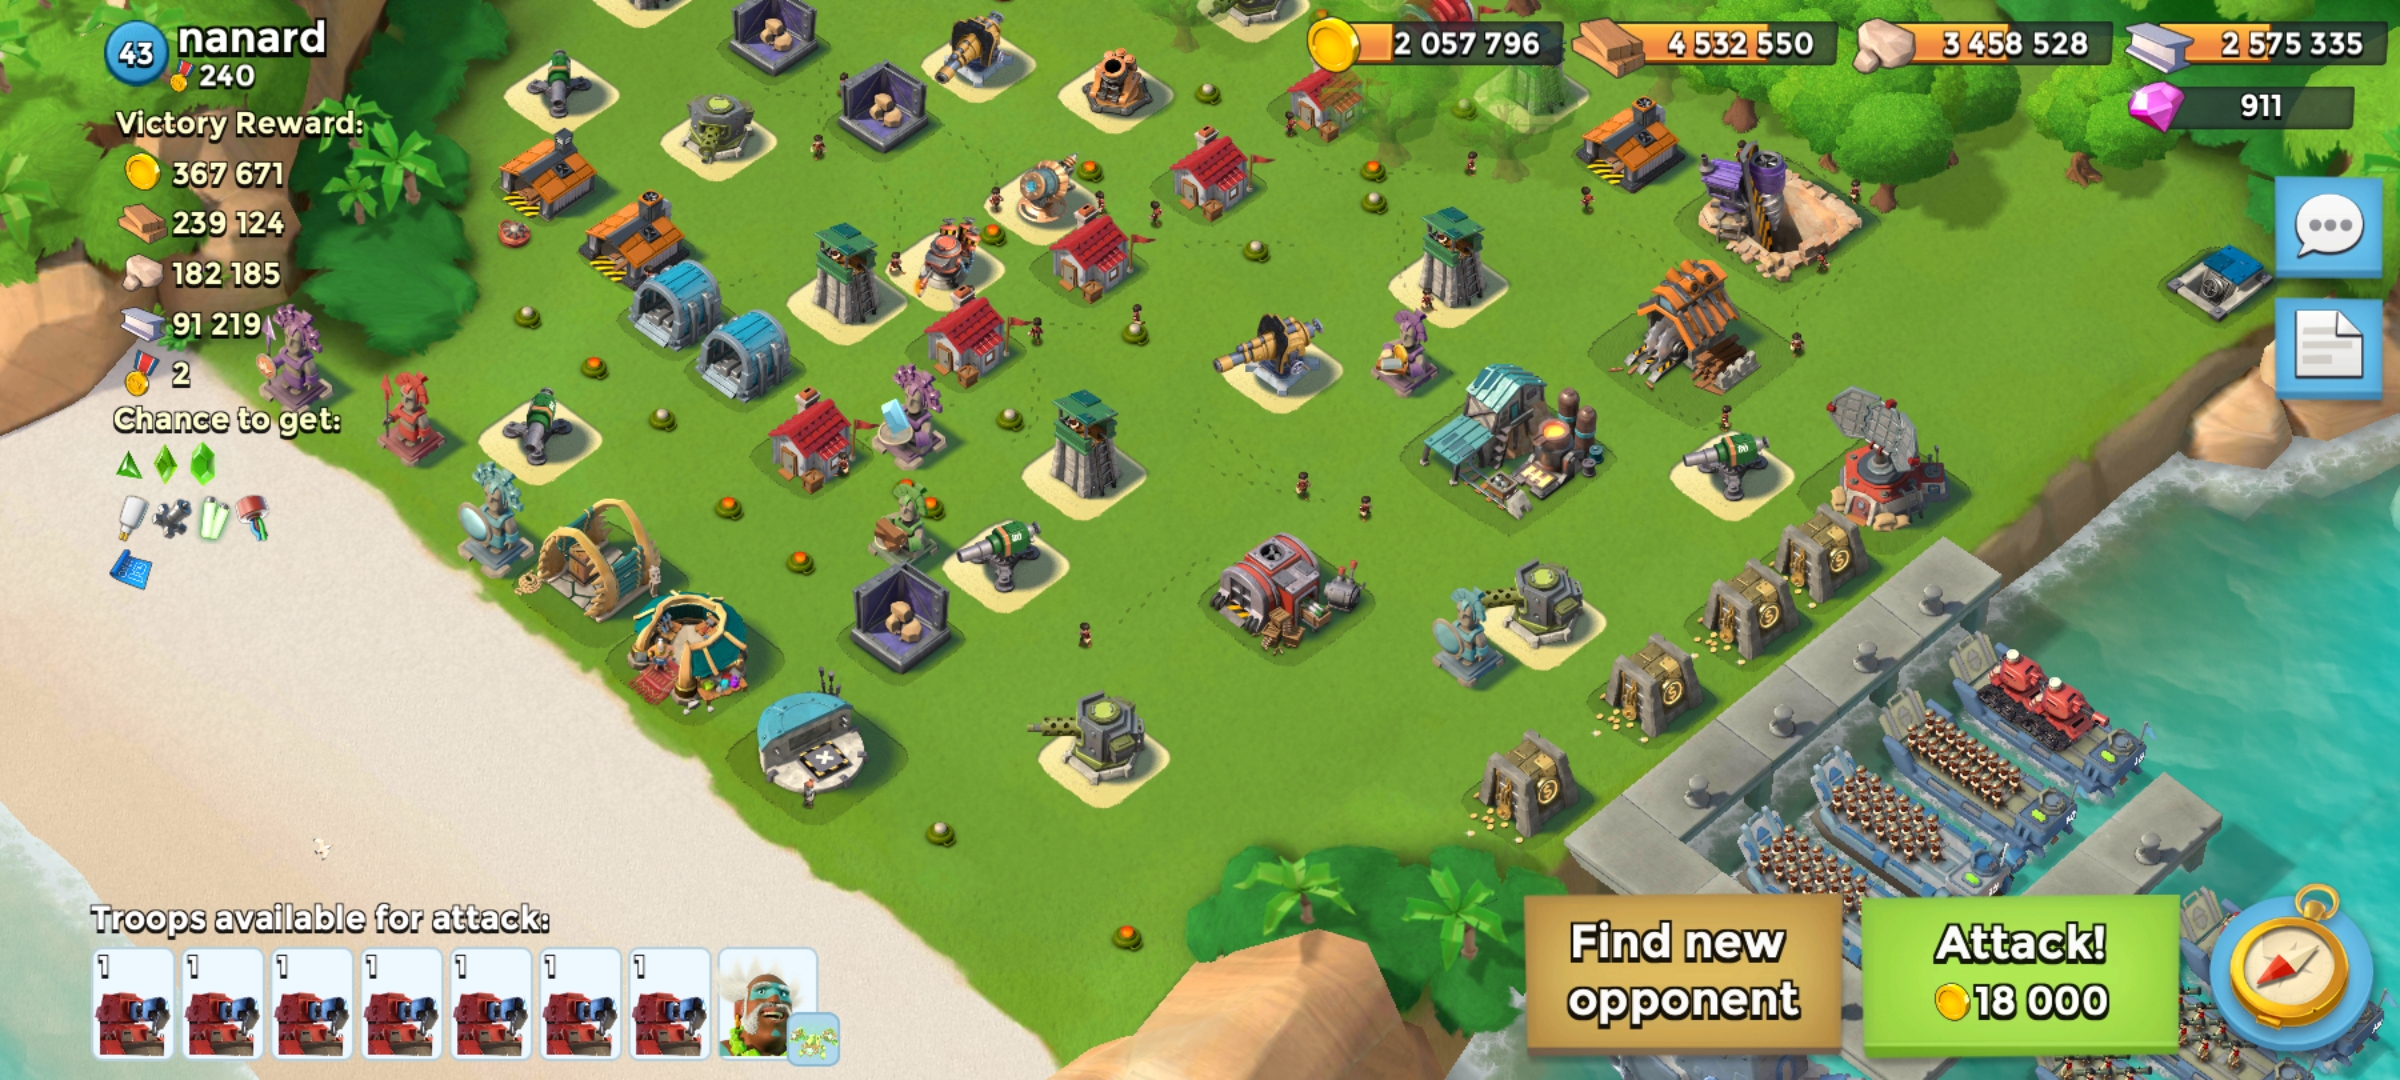 43 nanard
240
Victory Reward:
367 671
239 124
182 185
91 219
2
Chance to get:
2 057 796
4 532 550
3 458 528
2 575 335
911
Troops available for attack:
1 1 1 1 1 1 1
Find new
opponent
Attack!
18 000